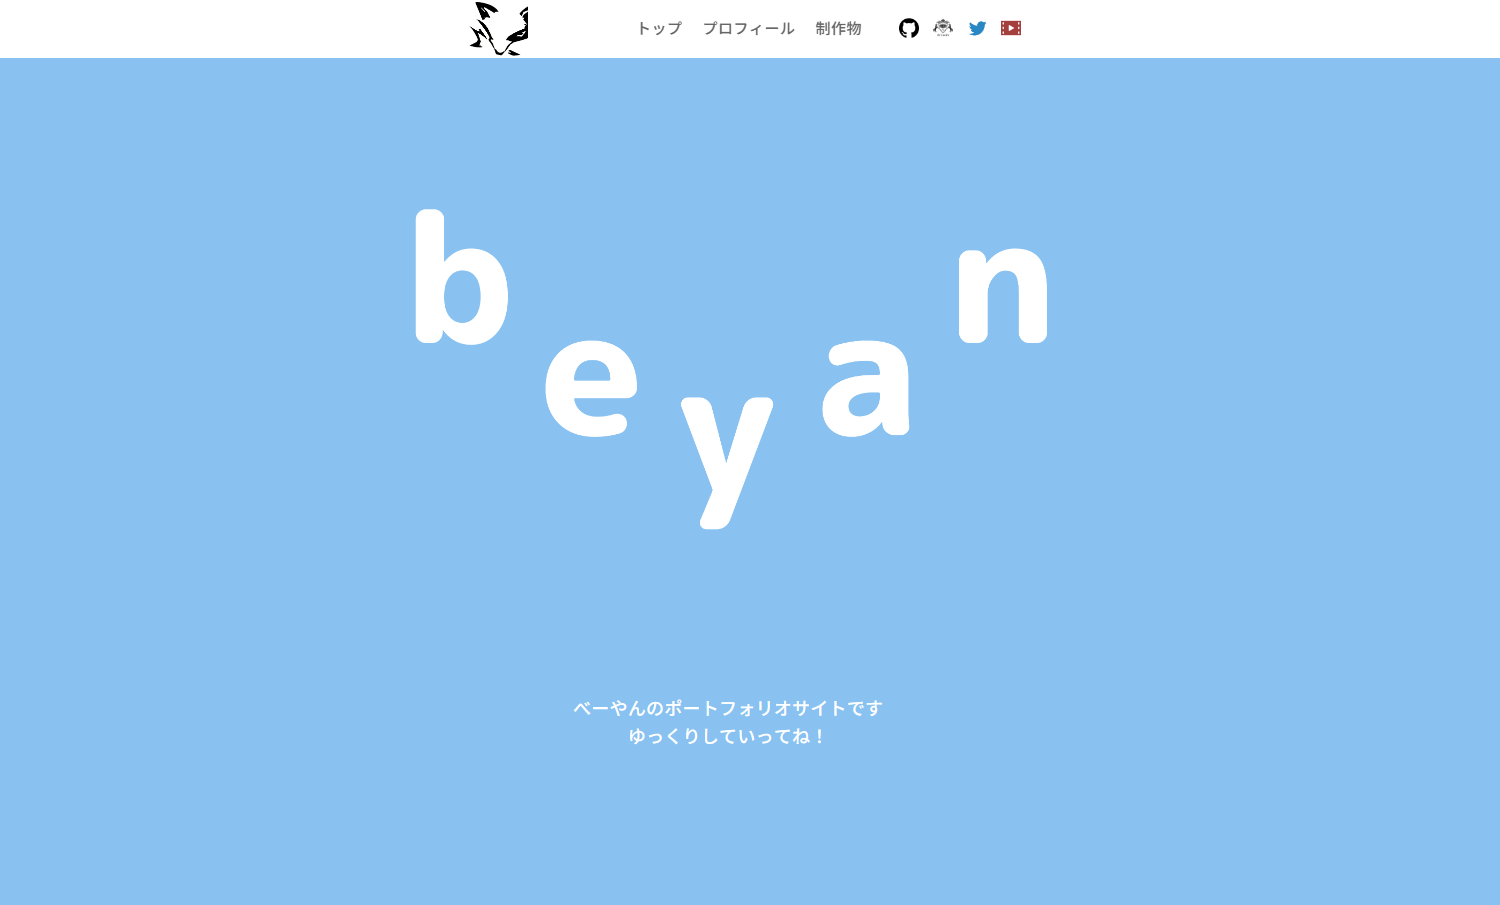 トップ プロフィール 制作物
beyan
べーやんのポートフォリオサイトです
ゆっくりしていってね！